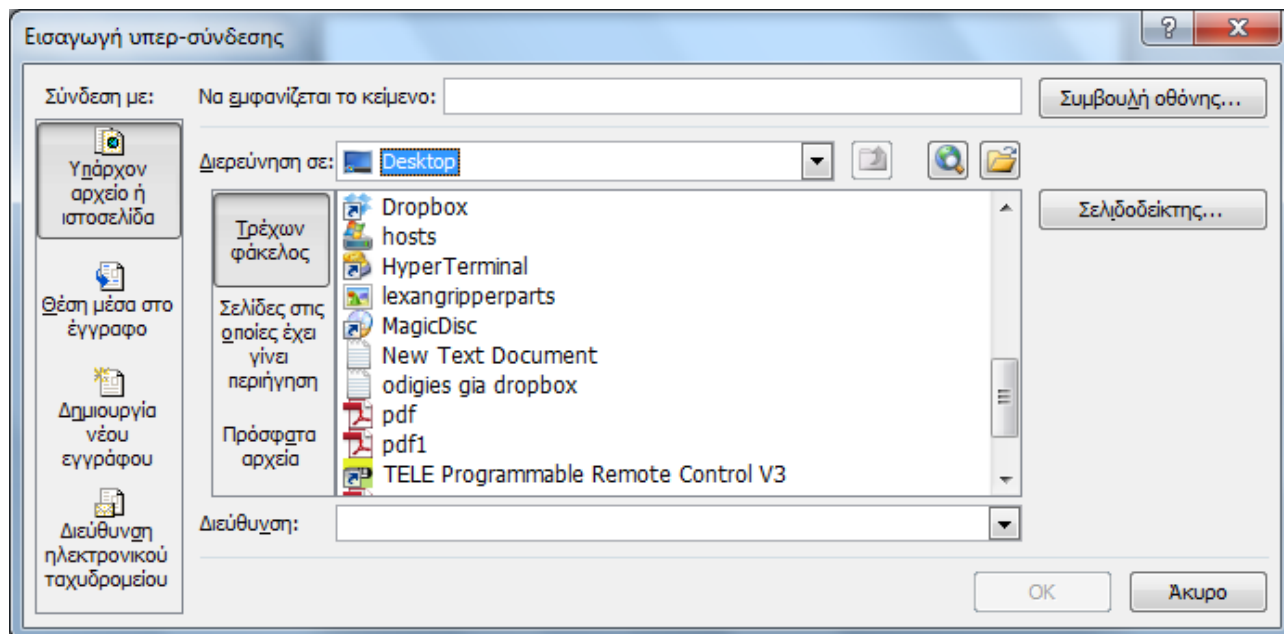 Εισαγωγή υπερ-σύνδεσης
Σύνδεση με:
Να εμφανίζεται το κείμενο:
Συμβουλή οθόνης...
Υπάρχον
αρχείο ή
ιστοσελίδα
Θέση μέσα στο
έγγραφο
Δημιουργία
νέου
εγγράφου
Διεύθυνση
ηλεκτρονικού
ταχυδρομείου
Διερεύνηση σε:
Desktop
Τρέχων
φάκελος
Σελίδες στις
οποίες έχει
γίνει
περιήγηση
Πρόσφατα
αρχεία
Dropbox
hosts
HyperTerminal
lexangripperparts
MagicDisc
New Text Document
odigies gia dropbox
pdf
pdf1
TELE Programmable Remote Control V3
Σελιδοδείκτης...
Διεύθυνση:
OK
Άκυρο